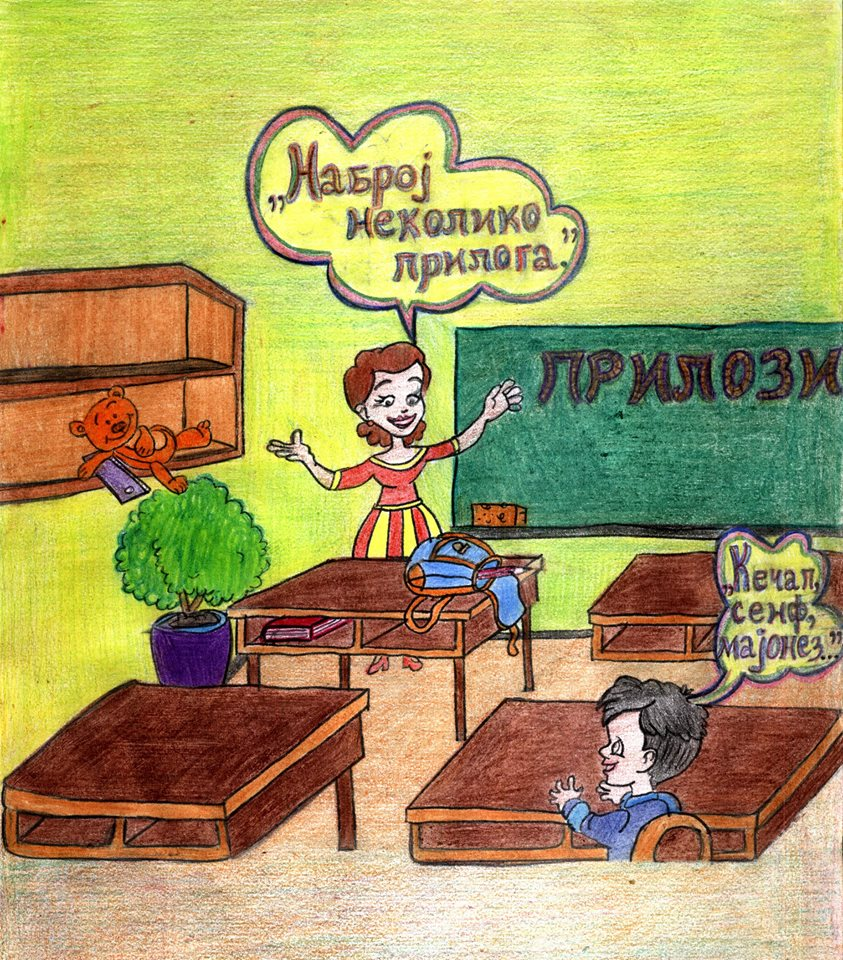 „Наброј
неколико
прилога.”
ПРИЛОЗИ
„Кечап,
сенф,
мајонез...”